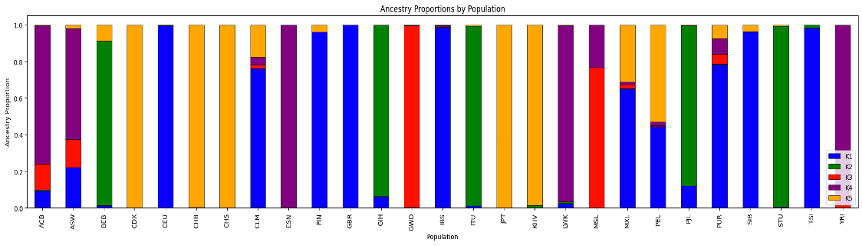 Ancestry Proportions by Population
Ancestry Proportion
1.0
0.8
0.6
0.4
0.2
0.0
K1
K2
K3
K4
K5
ACB ASW BEB CDX CEU CHB CHS CLM ESN FIN GBR GIH GWD IBS ITU JPT KHV LWK MSL MXL PEL PJL PUR SIB STU TSI YRI
Population